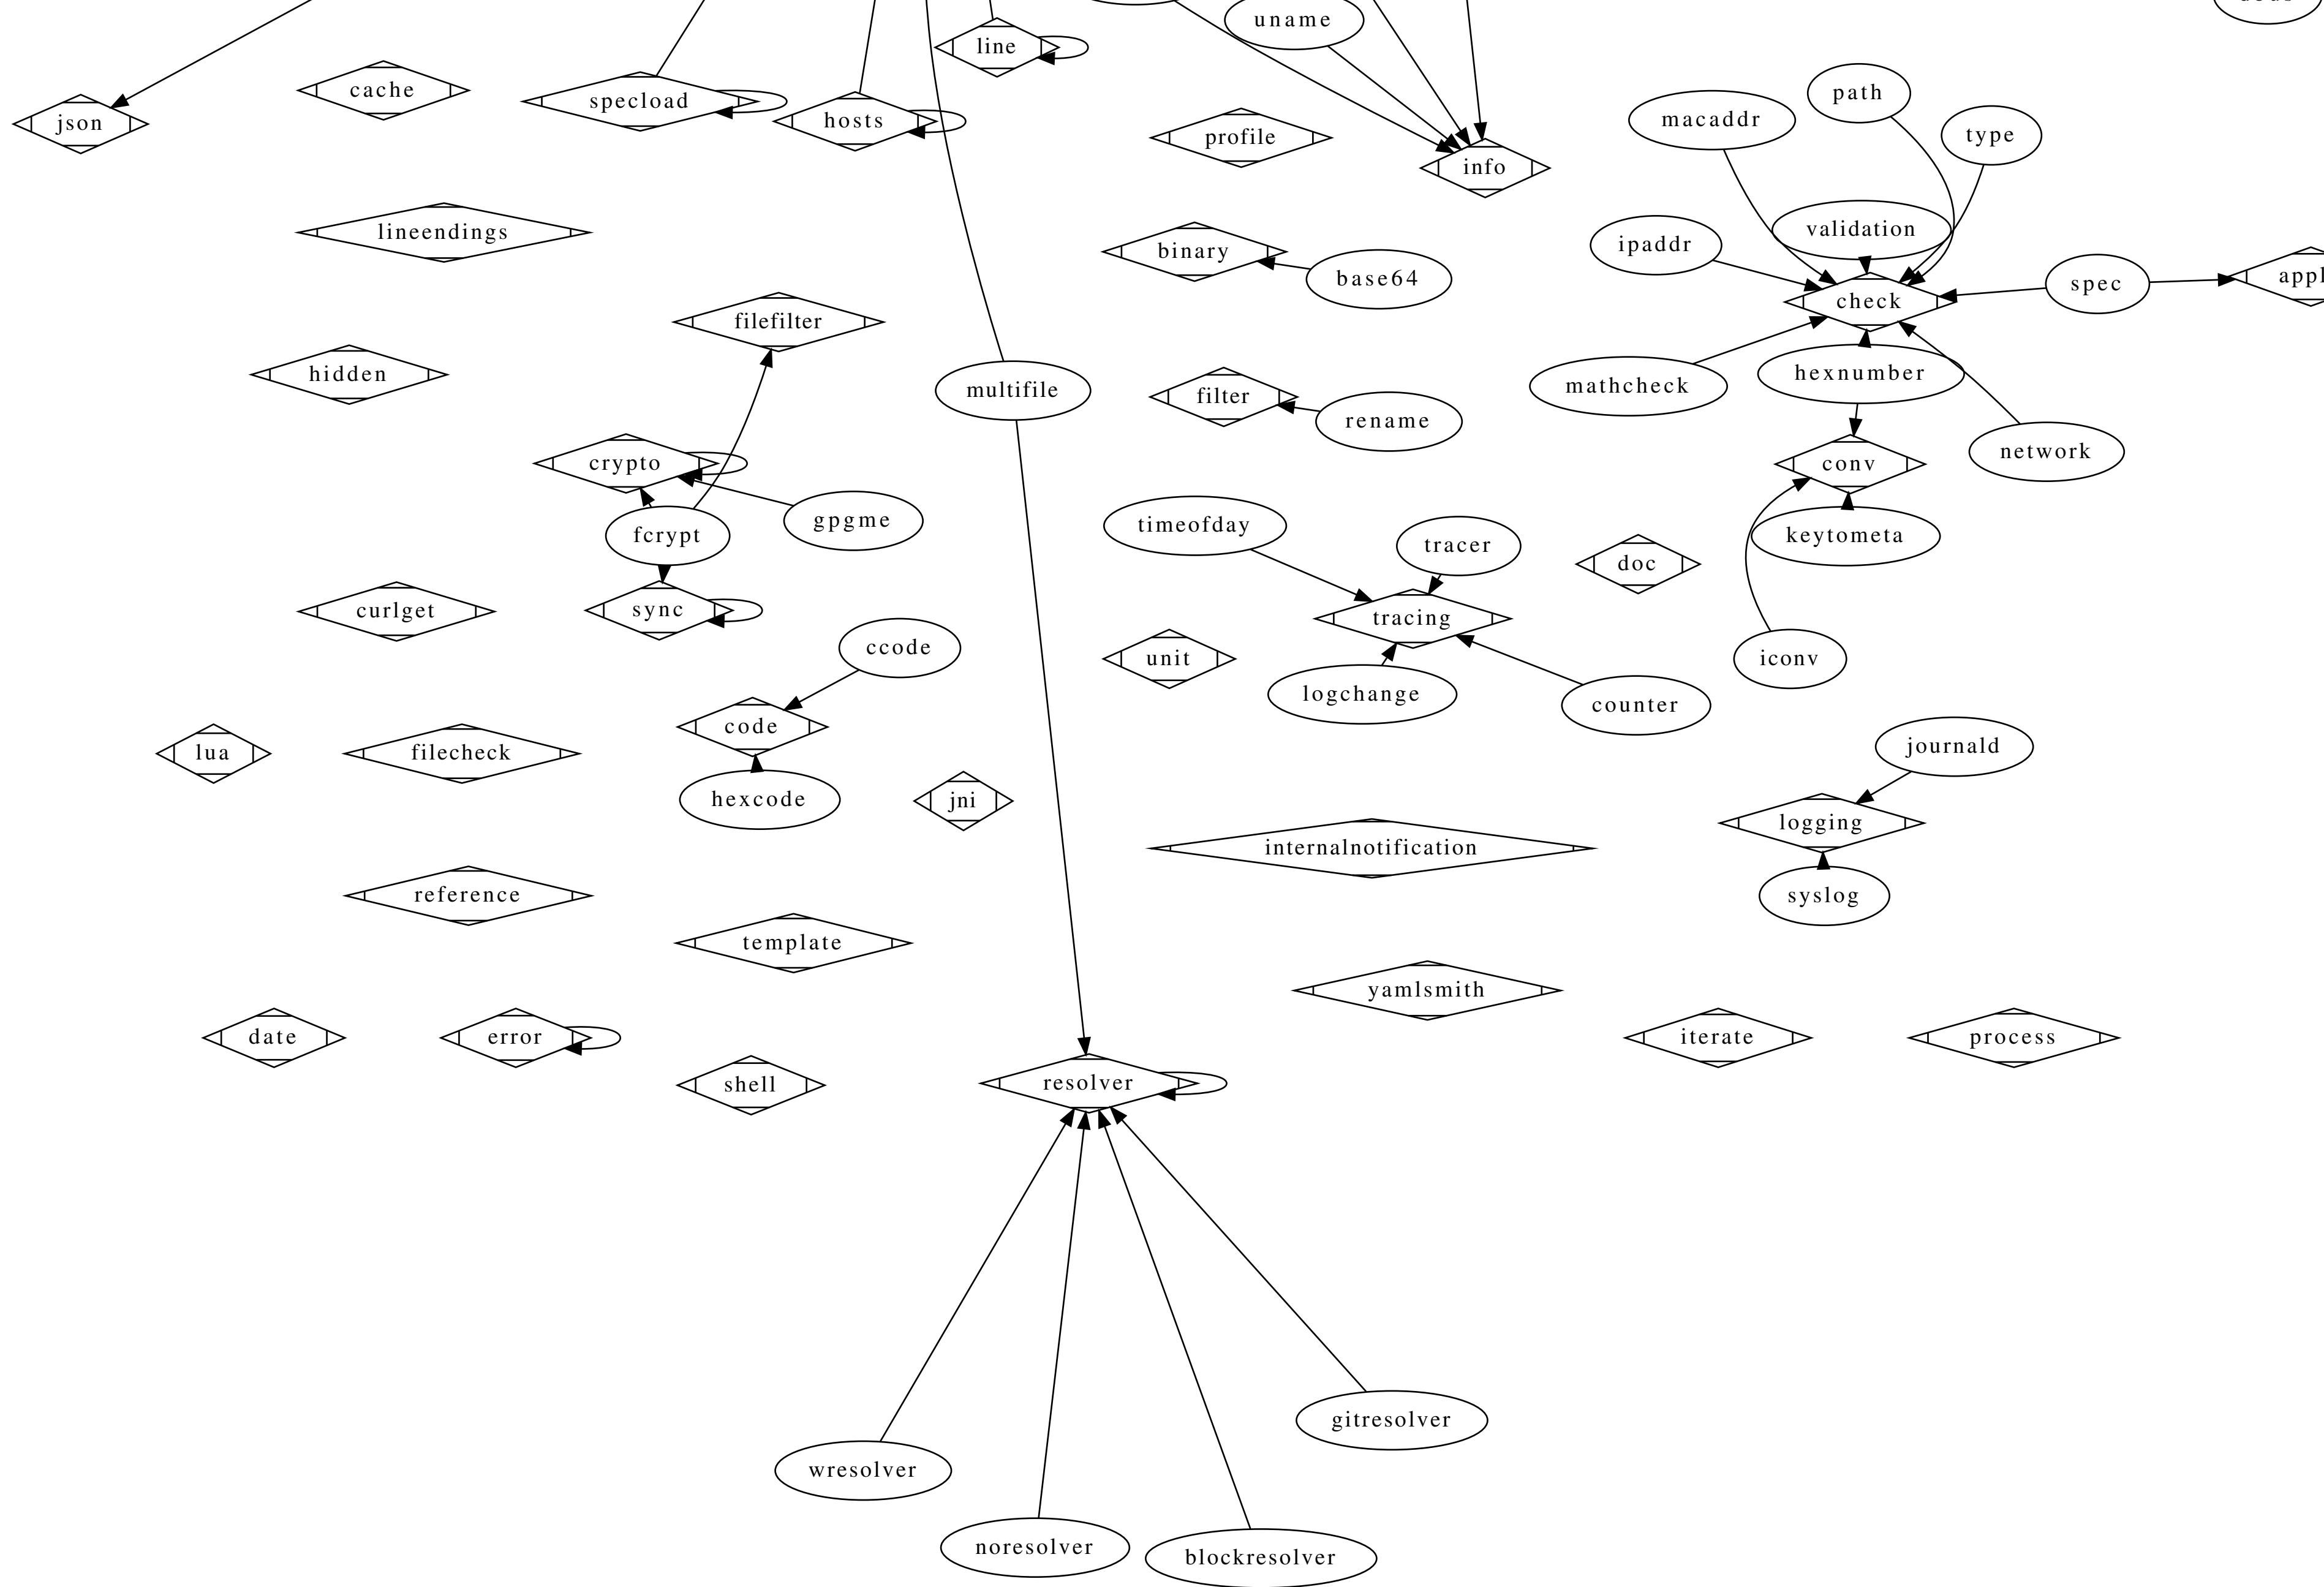 uname
line
cache
path
specload
macaddr
hosts
json
type
profile
info
validation
lineendings
ipaddr
binary
base64
spec
check
filefilter
hidden
hexnumber
mathcheck
multifile
filter
rename
network
crypto
conv
gpgme
timeofday
fcrypt
keytometa
tracer
doc
sync
curlget
tracing
ccode
unit
iconv
logchange
counter
code
journald
lua
filecheck
hexcode
jni
logging
internalnotification
reference
syslog
template
yamlsmith
date
error
iterate
process
resolver
shell
gitresolver
wresolver
noresolver
blockresolver